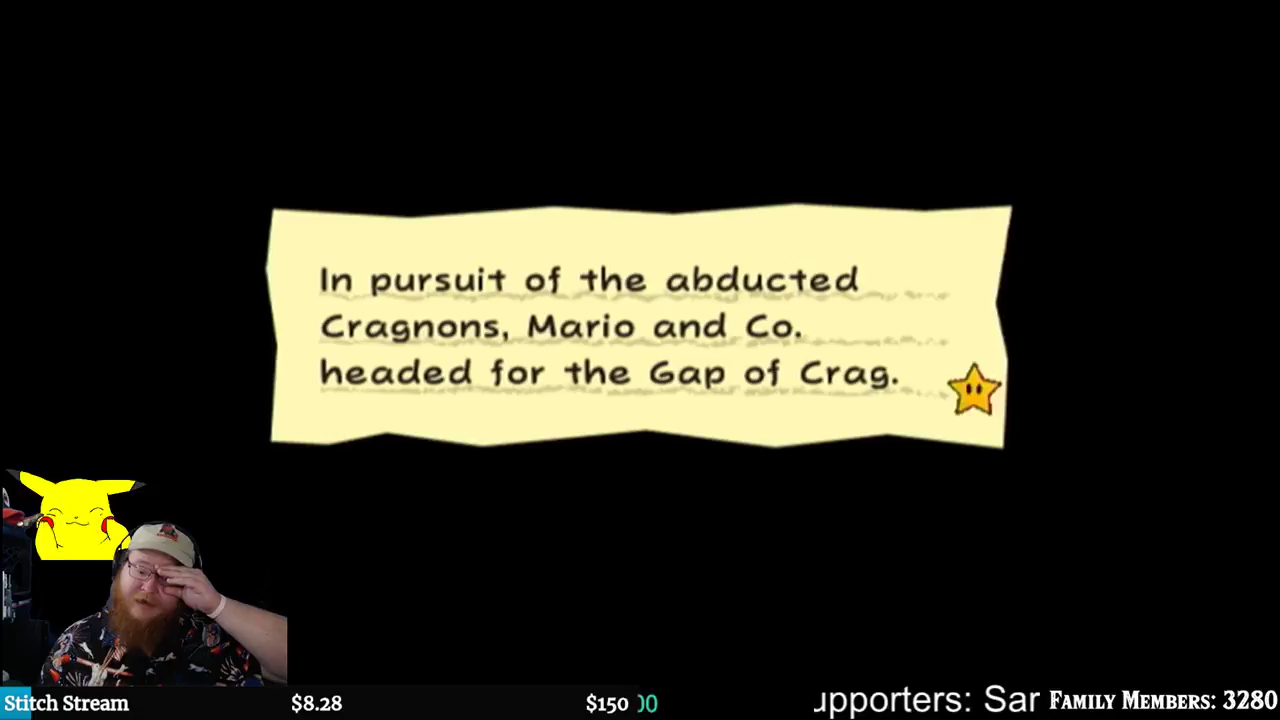 In pursuit of the abducted
Cragnons, Mario and Co.
headed for the Gap of Crag.
Stitch Stream $8.28 $150 00 upporters: Sar FAMILY MEMBERS: 3280